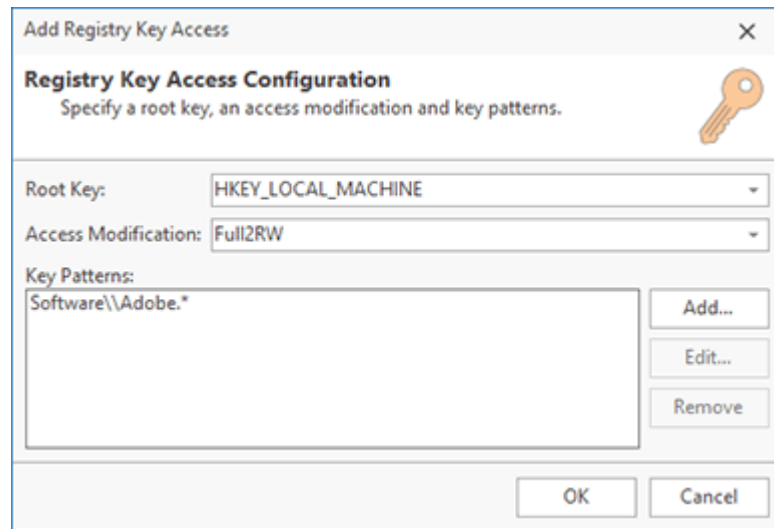 Add Registry Key Access
Registry Key Access Configuration
Specify a root key, an access modification and key patterns.
Root Key: HKEY_LOCAL_MACHINE
Access Modification: Full2RW
Key Patterns:
Software\\Adobe.*
Add...
Edit...
Remove
OK Cancel